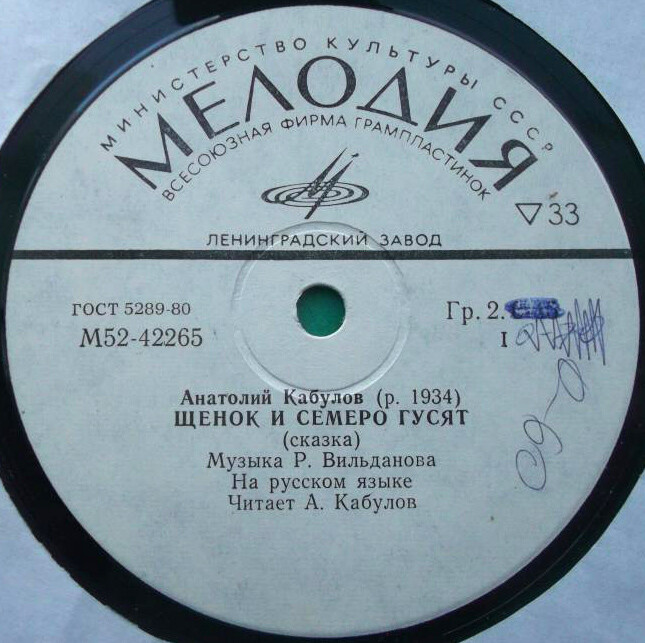 МИНИСТЕРСТВО КУЛЬТУРЫ СССР
МЕЛОДИЯ
ВСЕСОЮЗНАЯ ФИРМА ГРАМПЛАСТИНОК
▽33
ЛЕНИНГРАДСКИЙ ЗАВОД
ГОСТ 5289-80
М52-42265
Гр. 2.
I
Анатолий Кабулов (р. 1934)
ЩЕНОК И СЕМЕРО ГУСЯТ
(сказка)
Музыка Р. Вильданова
На русском языке
Читает А. Кабулов